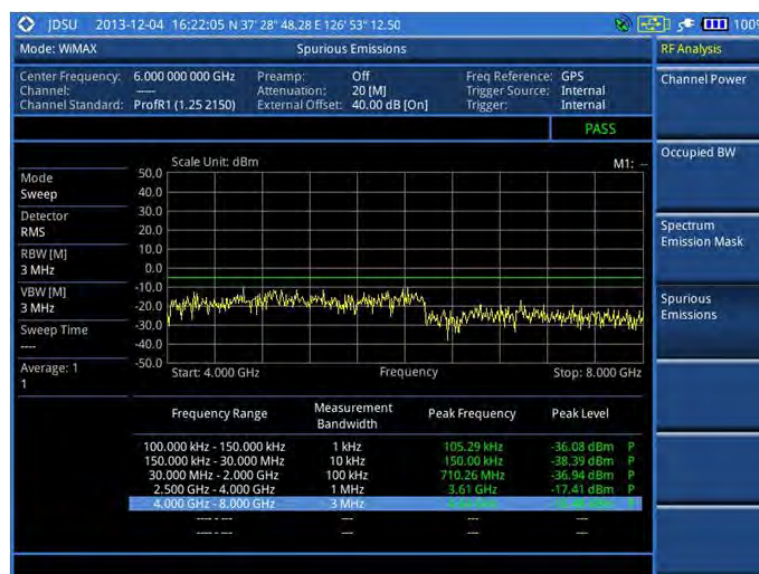 JDSU 2013-12-04 16:22:05 N 37' 28" 48.28 E 126' 53" 12.50 100%
Mode: WiMAX Spurious Emissions
RF Analysis
Center Frequency: 6.000 000 000 GHz Preamp: Off Freq Reference: GPS
Channel: ---- Attenuation: 20 [M] Trigger Source: Internal
Channel Standard: ProfR1 (1.25 2150) External Offset: 40.00 dB [On] Trigger: Internal
PASS
Channel Power
Occupied BW
Spectrum
Emission Mask
Spurious
Emissions
Scale Unit: dBm M1: --
Mode
Sweep
Detector
RMS
RBW [M]
3 MHz
VBW [M]
3 MHz
Sweep Time
----
Average: 1
1
50.0
40.0
30.0
20.0
10.0
0.0
-10.0
-20.0
-30.0
-40.0
-50.0
Start: 4.000 GHz Frequency Stop: 8.000 GHz
Frequency Range Measurement Bandwidth Peak Frequency Peak Level
100.000 kHz - 150.000 kHz 1 kHz 105.29 kHz -36.08 dBm P
150.000 kHz - 30.000 MHz 10 kHz 150.00 kHz -38.39 dBm P
30.000 MHz - 2.000 GHz 100 kHz 710.26 MHz -36.94 dBm P
2.500 GHz - 4.000 GHz 1 MHz 3.61 GHz -17.41 dBm P
4.000 GHz - 8.000 GHz 3 MHz
---- - --- --- --- ---
---- - --- --- --- ---